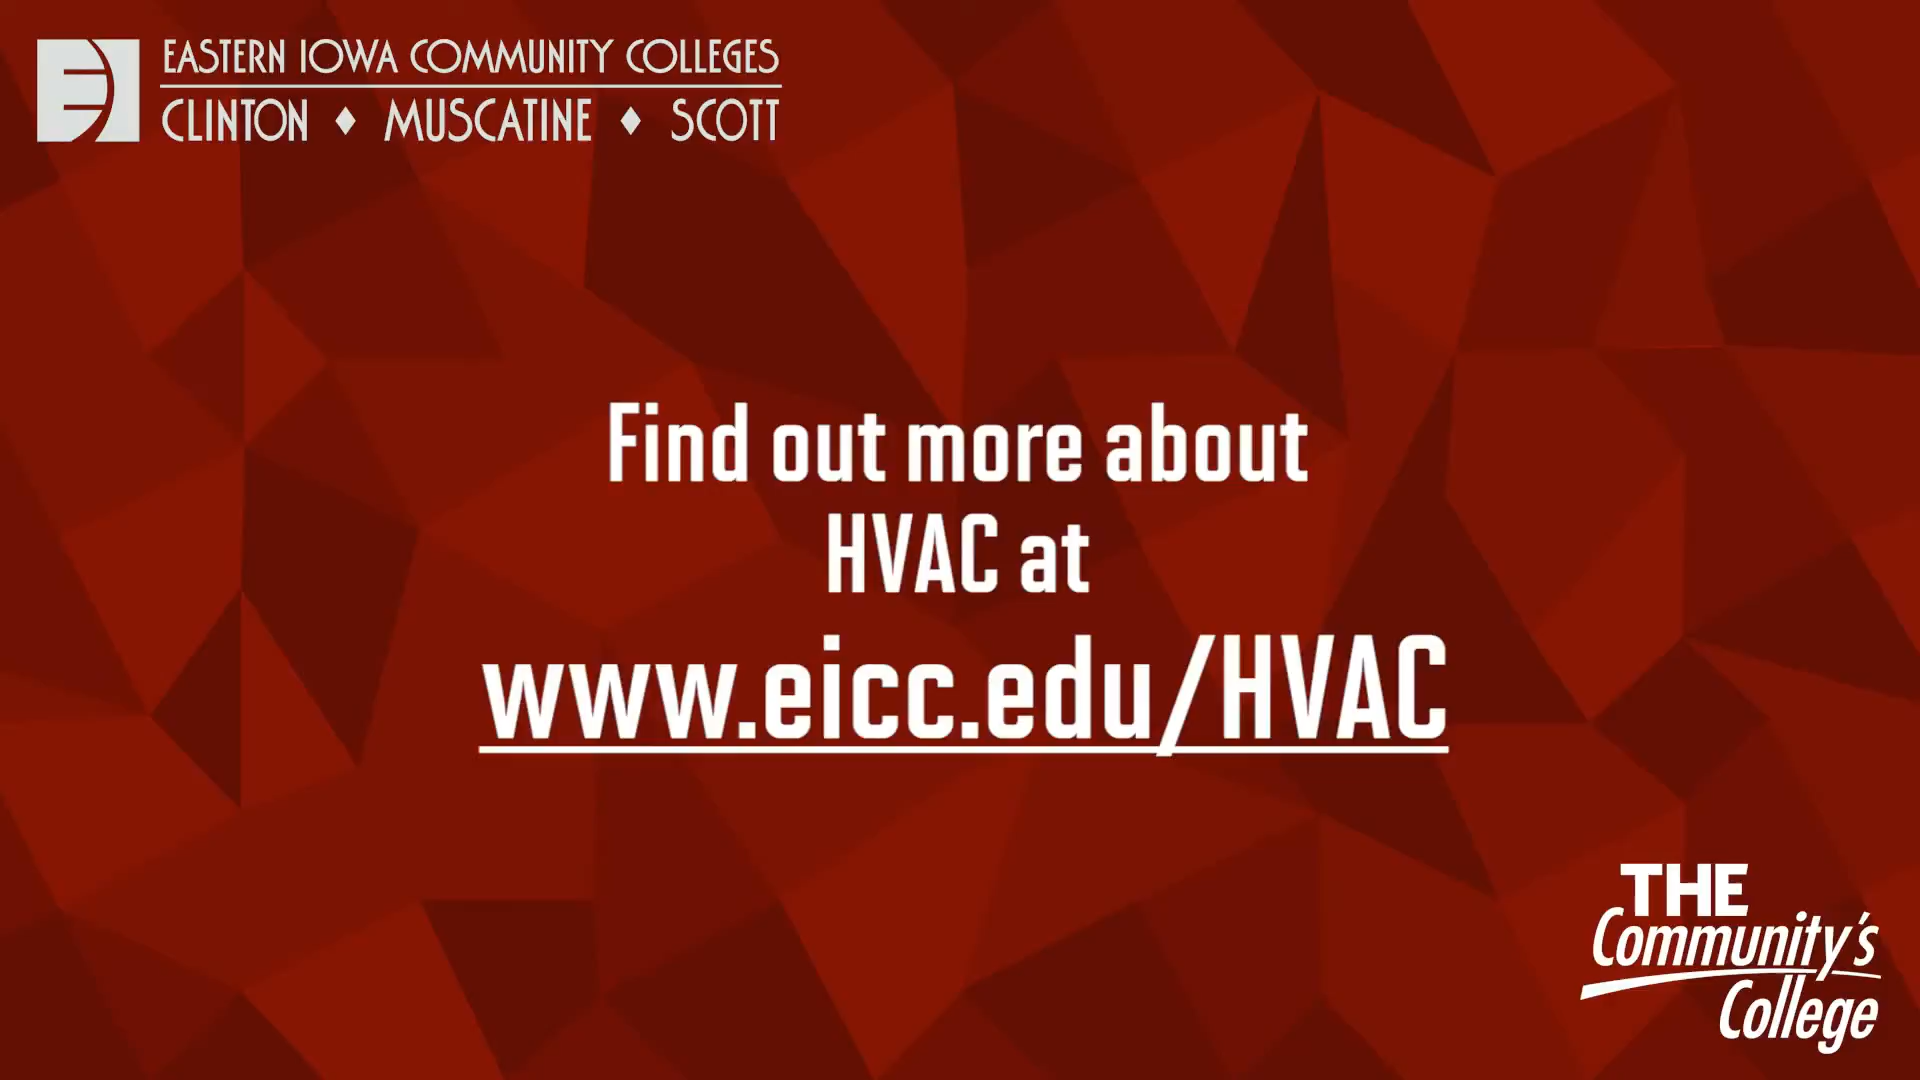 EASTERN IOWA COMMUNITY COLLEGES
CLINTON ♦ MUSCATINE ♦ SCOTT
Find out more about
HVAC at
www.eicc.edu/HVAC
THE
Community's
College